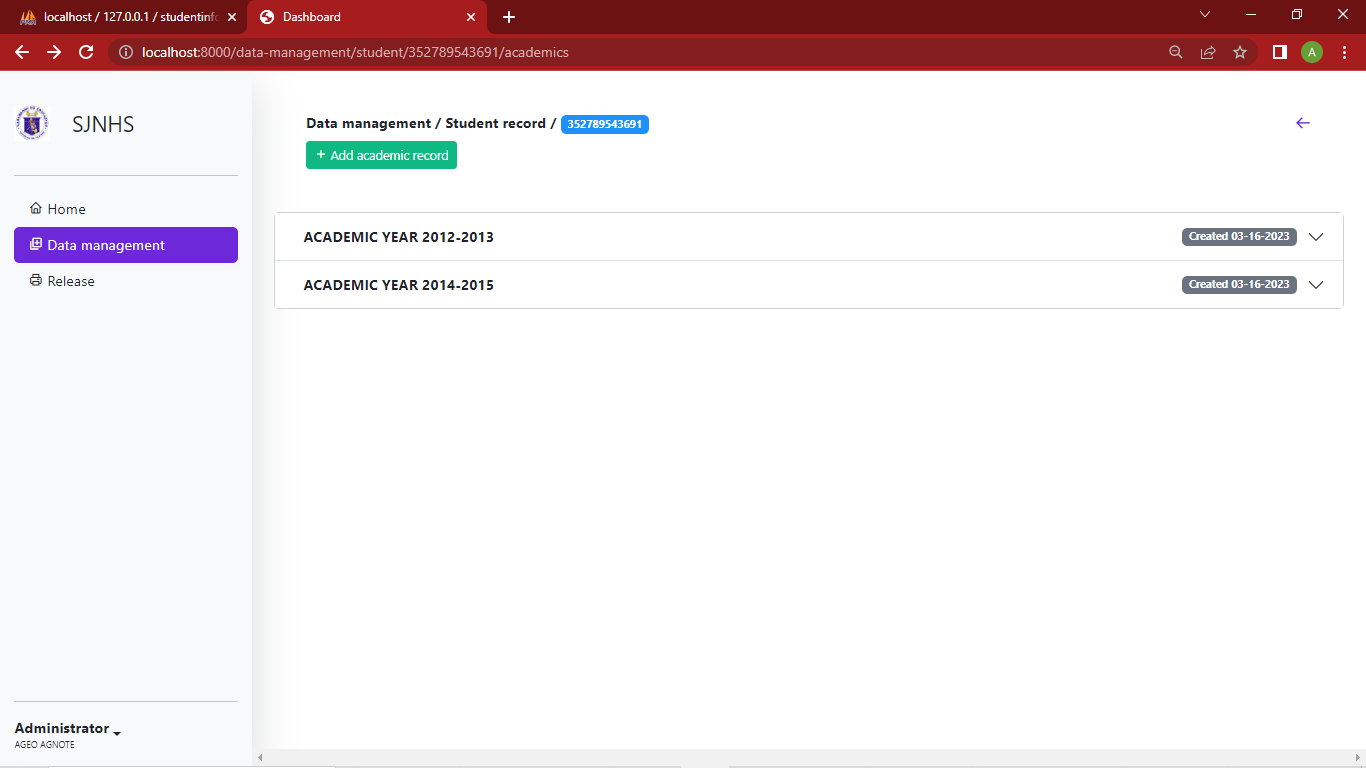 localhost / 127.0.0.1 / studentinfo
Dashboard
localhost:8000/data-management/student/352789543691/academics
A
SJNHS
Data management / Student record / 352789543691
+ Add academic record
Home
Data management
Release
ACADEMIC YEAR 2012-2013
Created 03-16-2023
ACADEMIC YEAR 2014-2015
Created 03-16-2023
Administrator
AGEO AGNOTE